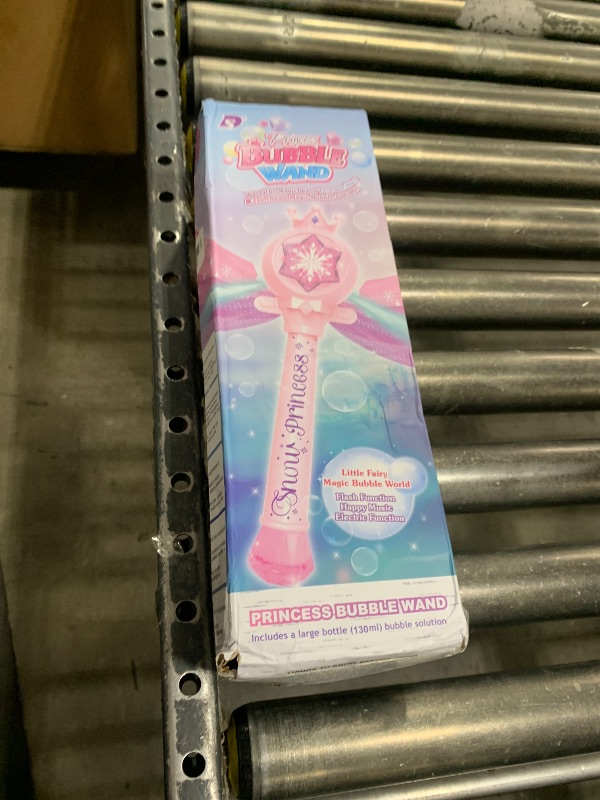 BUBBLE
WAND
Snow Princess
Little Fairy
Magic Bubble World
Flash Function
Happy Music
Electric Function
PRINCESS BUBBLE WAND
Includes a large bottle (130ml) bubble solution